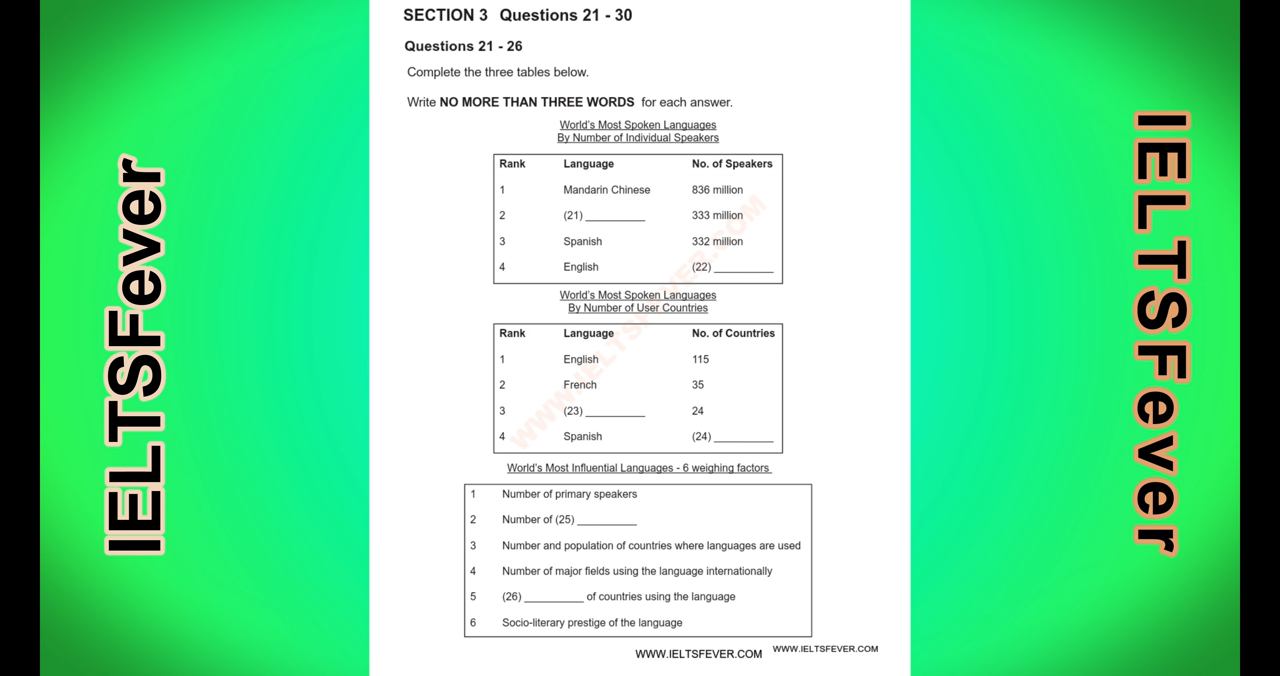 IELTSFever
SECTION 3 Questions 21 - 30
Questions 21 - 26
Complete the three tables below.
Write NO MORE THAN THREE WORDS for each answer.
World's Most Spoken Languages
By Number of Individual Speakers
Rank Language No. of Speakers
1 Mandarin Chinese 836 million
2 (21) __________ 333 million
3 Spanish 332 million
4 English (22) __________
World's Most Spoken Languages
By Number of User Countries
Rank Language No. of Countries
1 English 115
2 French 35
3 (23) __________ 24
4 Spanish (24) __________
World's Most Influential Languages - 6 weighing factors
1 Number of primary speakers
2 Number of (25) __________
3 Number and population of countries where languages are used
4 Number of major fields using the language internationally
5 (26) __________ of countries using the language
6 Socio-literary prestige of the language
WWW.IELTSFEVER.COM
WWW.IELTSFEVER.COM WWW.IELTSFEVER.COM
IELTSFever